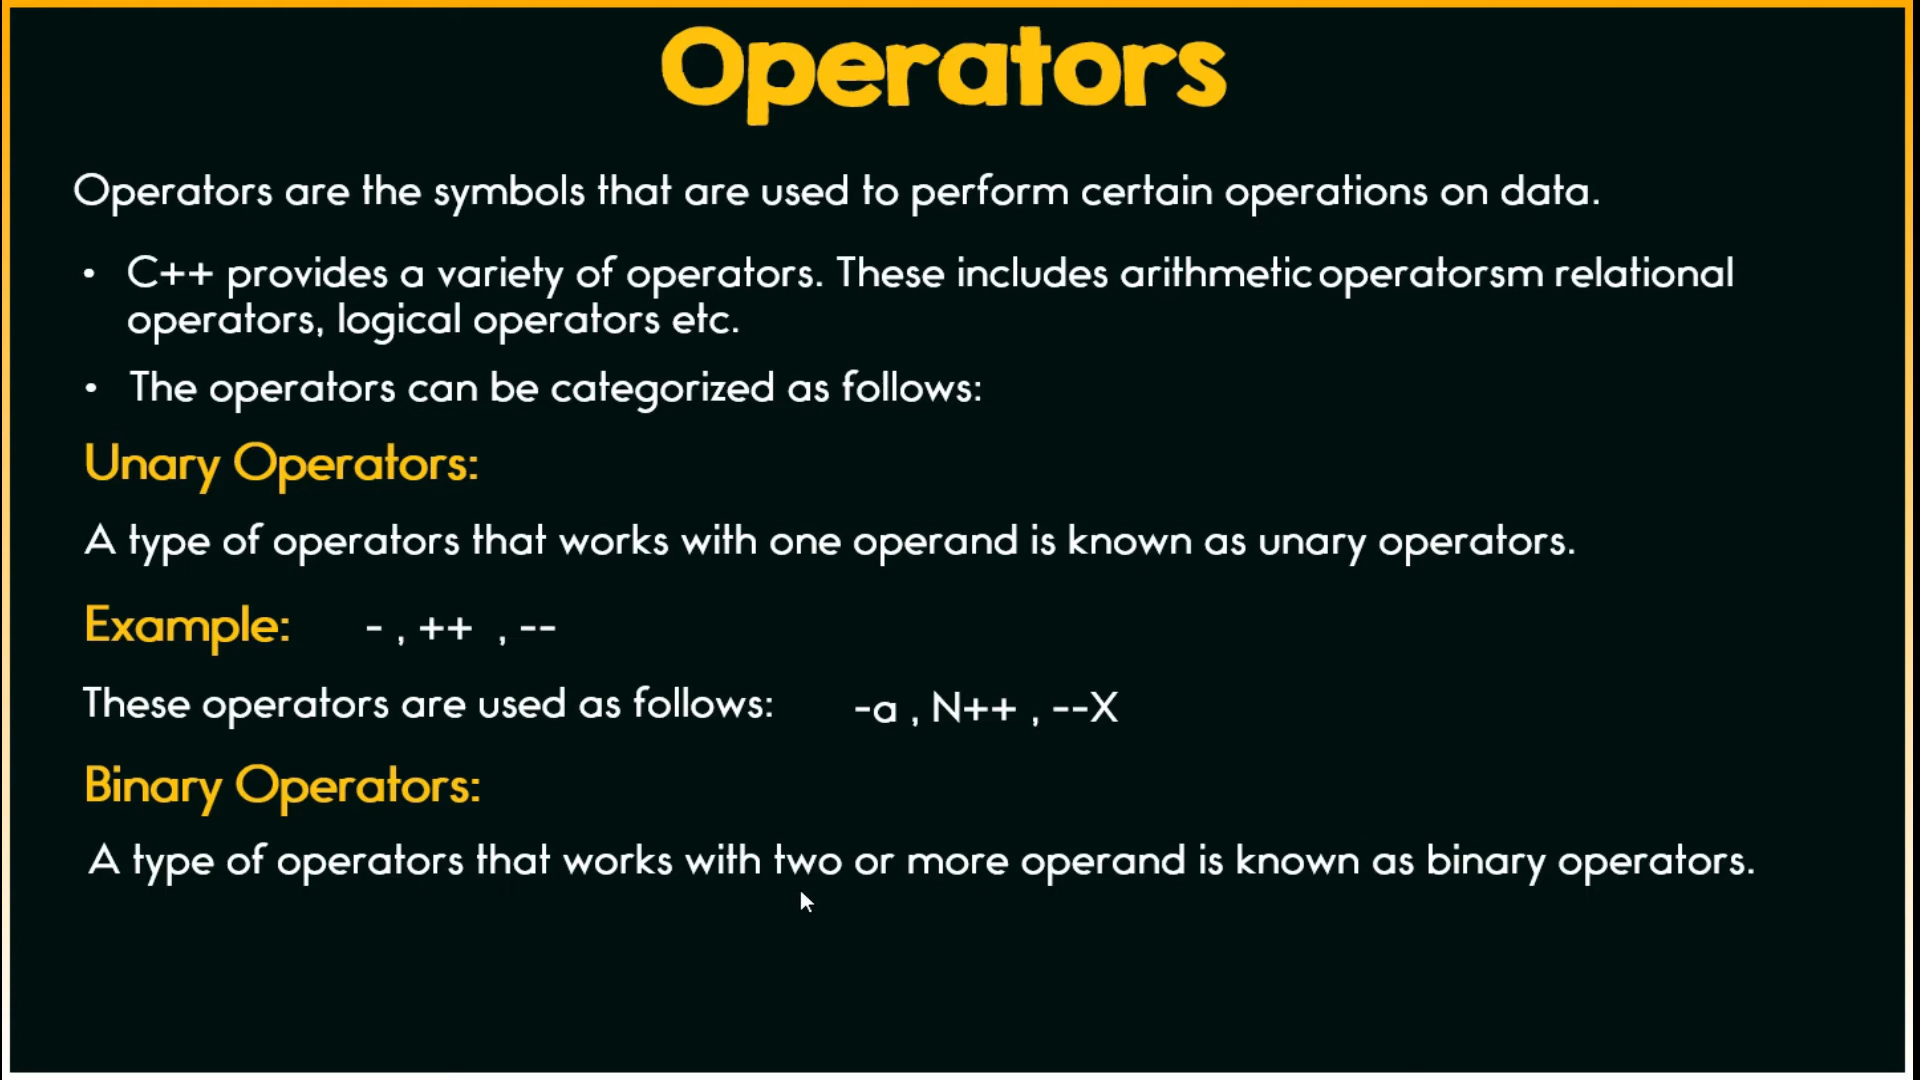 Operators
Operators are the symbols that are used to perform certain operations on data.
• C++ provides a variety of operators. These includes arithmetic operatorsm relational
operators, logical operators etc.
• The operators can be categorized as follows:
Unary Operators:
A type of operators that works with one operand is known as unary operators.
Example: - , ++ , --
These operators are used as follows: -a , N++ , --X
Binary Operators:
A type of operators that works with two or more operand is known as binary operators.